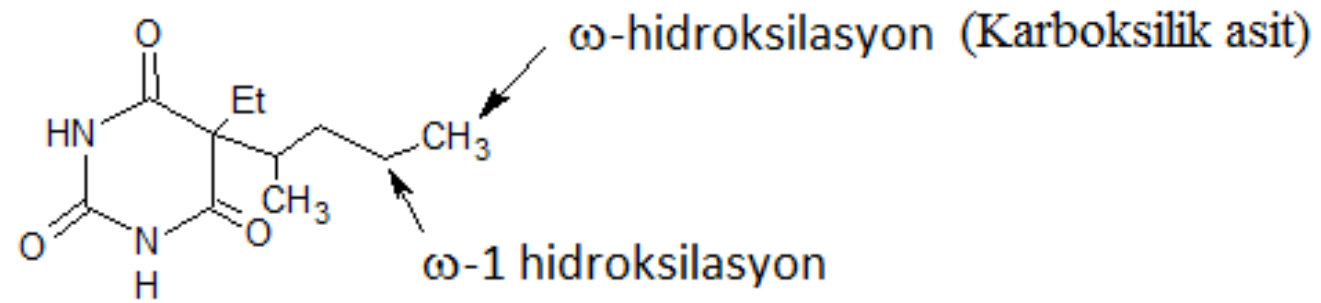 ω-hidroksilasyon (Karboksilik asit)
O
Et
HN
CH3
CH3
O
N
H
O
ω-1 hidroksilasyon